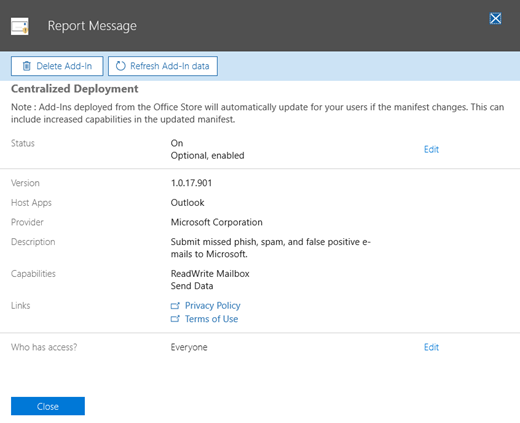 Report Message
Delete Add-In
Refresh Add-In data
Centralized Deployment
Note : Add-Ins deployed from the Office Store will automatically update for your users if the manifest changes. This can
include increased capabilities in the updated manifest.
Status
On
Edit
Optional, enabled
Version
1.0.17.901
Host Apps
Outlook
Provider
Microsoft Corporation
Description
Submit missed phish, spam, and false positive e-
mails to Microsoft.
Capabilities
ReadWrite Mailbox
Send Data
Links
Privacy Policy
Terms of Use
Who has access?
Everyone
Edit
Close